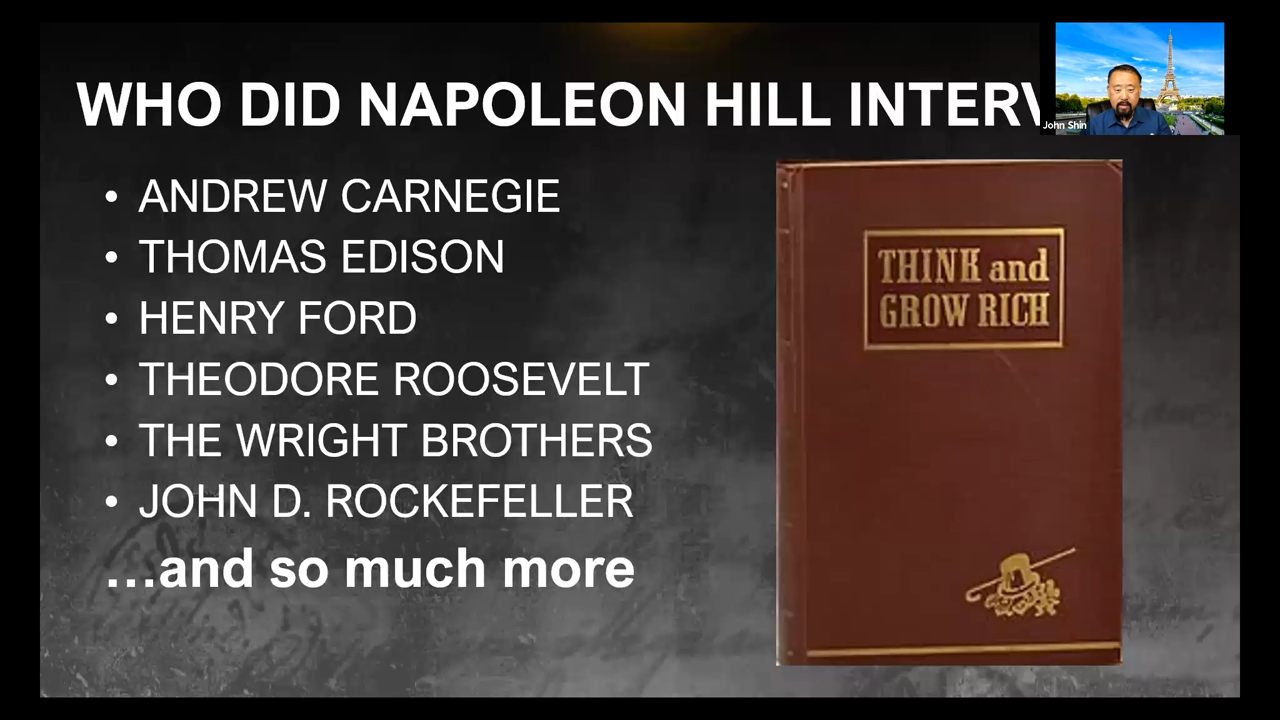 WHO DID NAPOLEON HILL INTERV
John Shin
• ANDREW CARNEGIE
• THOMAS EDISON
• HENRY FORD
• THEODORE ROOSEVELT
• THE WRIGHT BROTHERS
• JOHN D. ROCKEFELLER
...and so much more
THINK and
GROW RICH